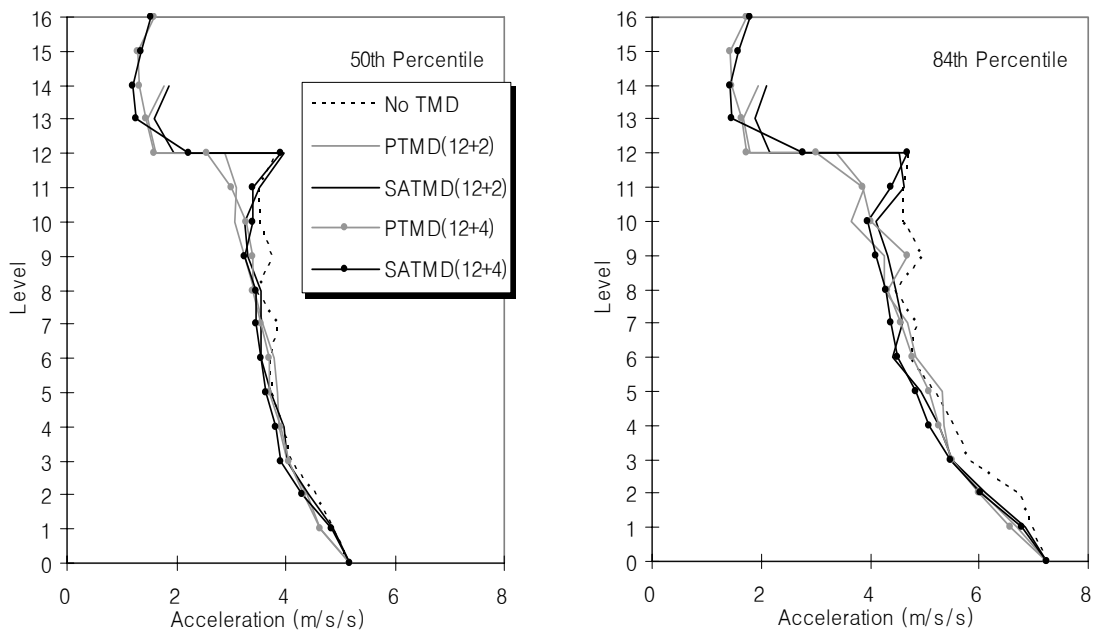 16
15
14
13
12
11
10
9
8
7
6
5
4
3
2
1
0
Level
0 2 4 6 8
Acceleration (m/s/s)
50th Percentile
No TMD
PTMD(12+2)
SATMD(12+2)
PTMD(12+4)
SATMD(12+4)
16
15
14
13
12
11
10
9
8
7
6
5
4
3
2
1
0
Level
0 2 4 6 8
Acceleration (m/s/s)
84th Percentile